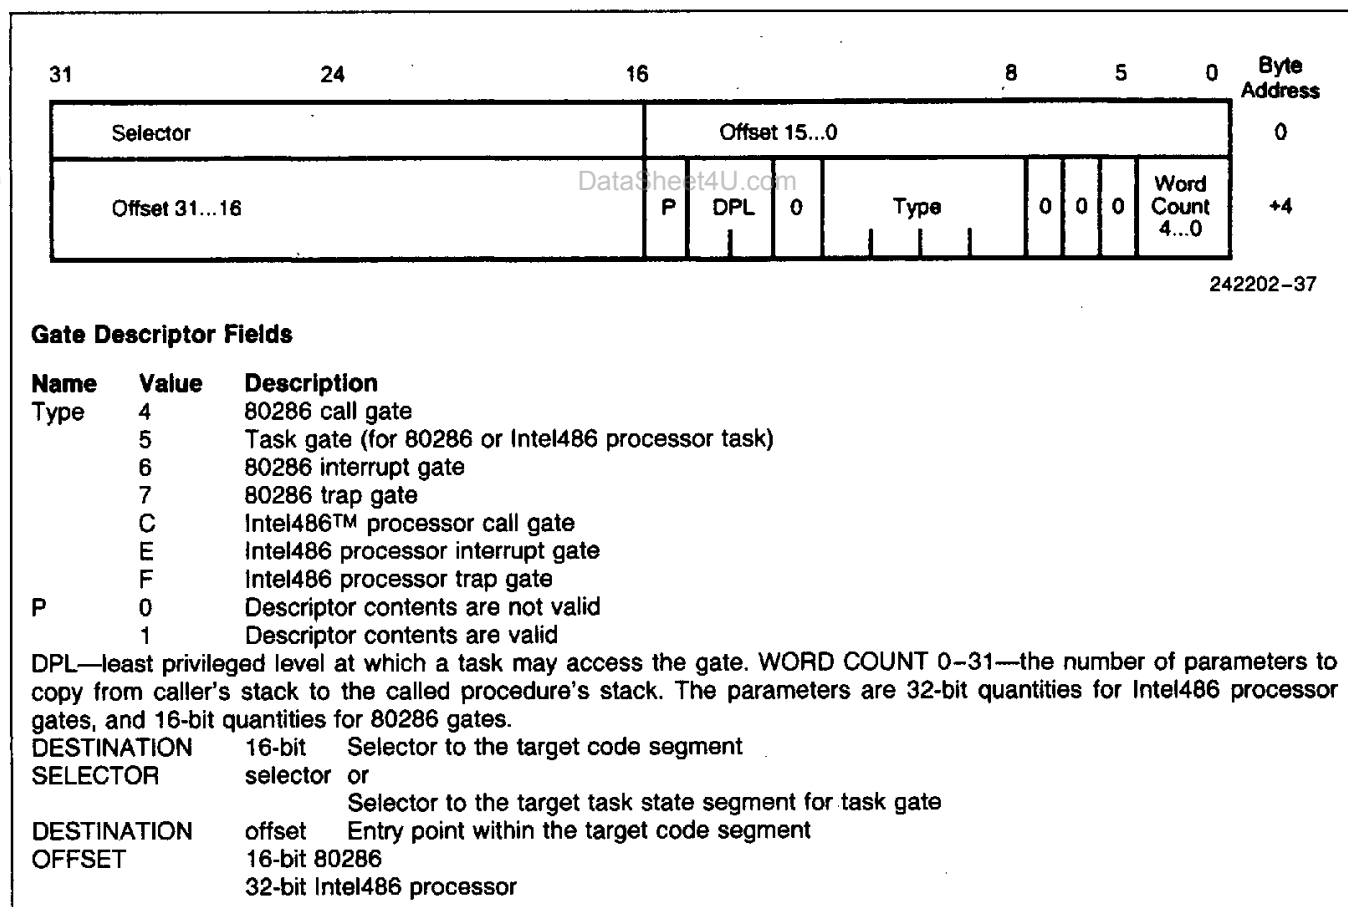 31 24 16 8 5 0 Byte
Address
Selector Offset 15...0 0
DataSheet4U.com
Offset 31...16 P DPL 0 Type 0 0 0 Word
Count
4...0 +4
242202–37
Gate Descriptor Fields
Name Value Description
Type 4 80286 call gate
5 Task gate (for 80286 or Intel486 processor task)
6 80286 interrupt gate
7 80286 trap gate
C Intel486™ processor call gate
E Intel486 processor interrupt gate
F Intel486 processor trap gate
P 0 Descriptor contents are not valid
1 Descriptor contents are valid
DPL—least privileged level at which a task may access the gate. WORD COUNT 0–31—the number of parameters to
copy from caller's stack to the called procedure's stack. The parameters are 32-bit quantities for Intel486 processor
gates, and 16-bit quantities for 80286 gates.
DESTINATION 16-bit Selector to the target code segment
SELECTOR selector or
Selector to the target task state segment for task gate
DESTINATION offset Entry point within the target code segment
OFFSET 16-bit 80286
32-bit Intel486 processor